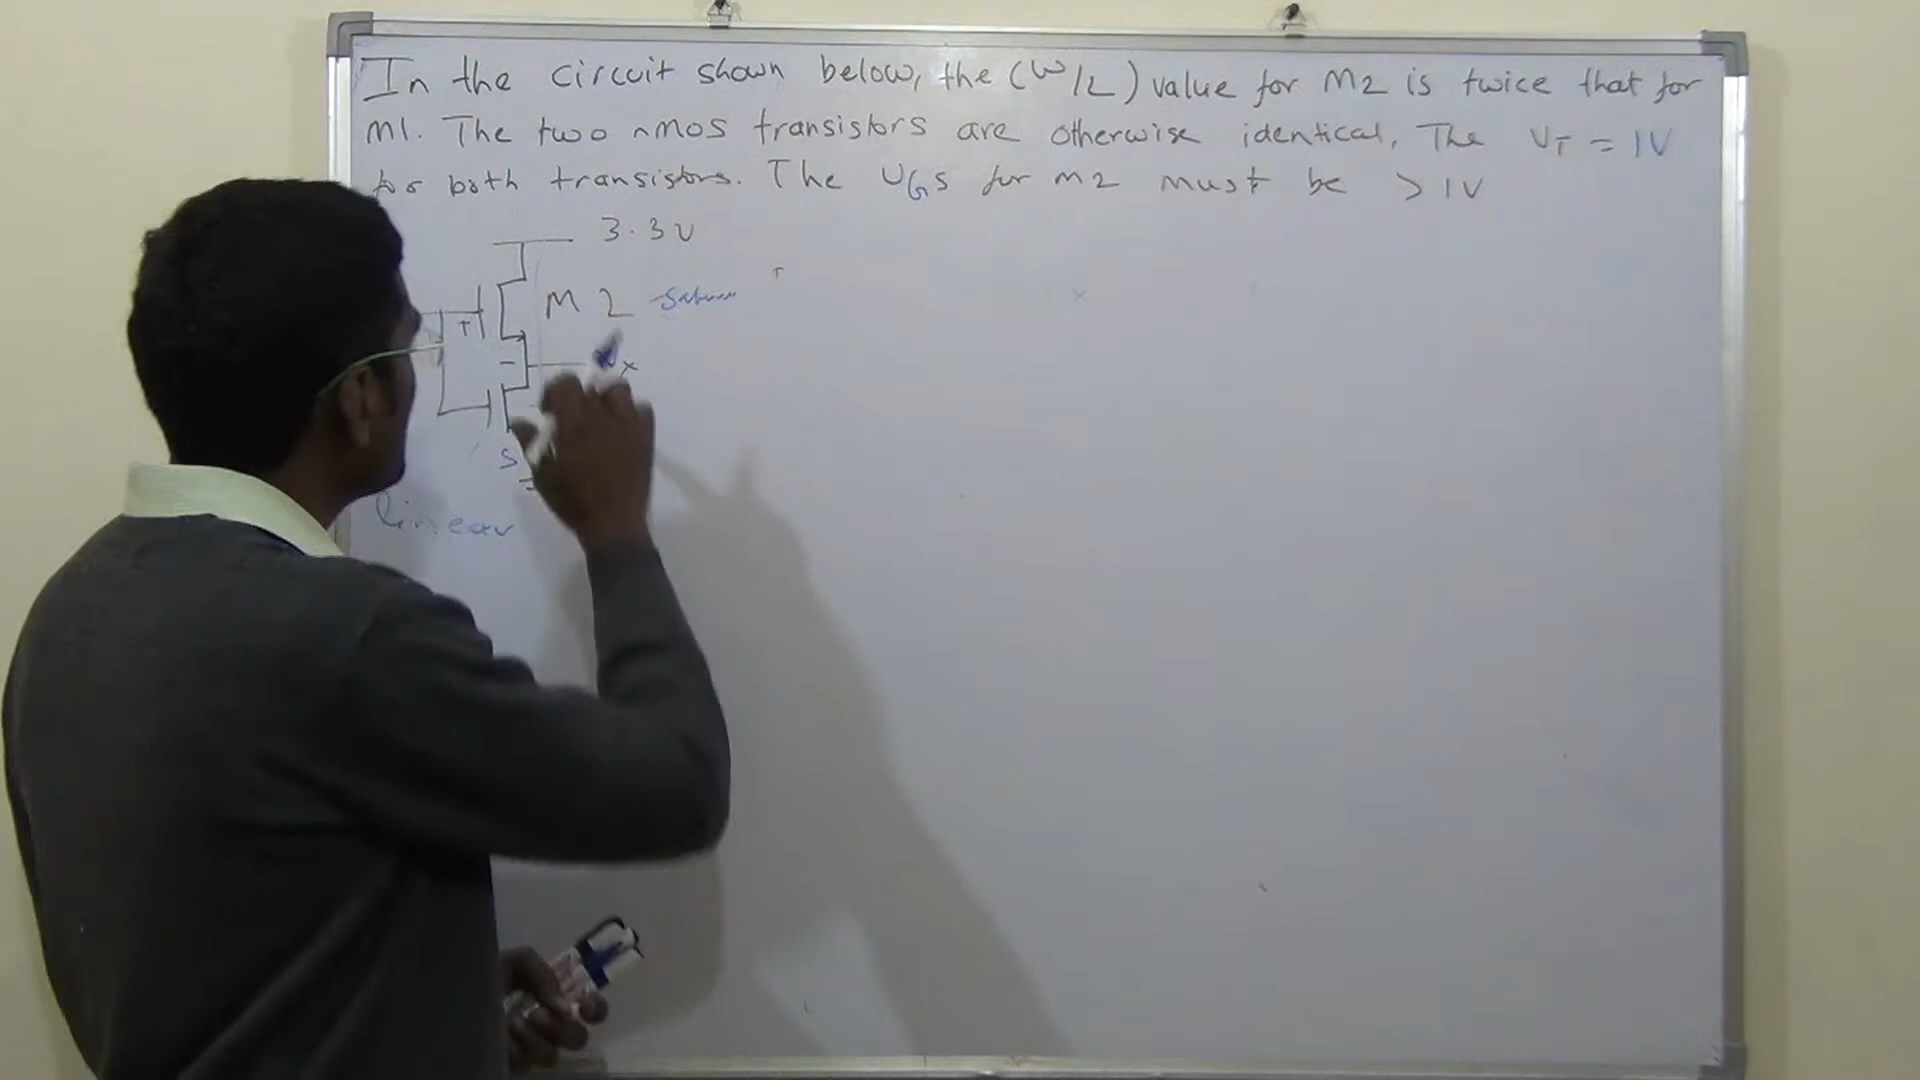 In the circuit shown below, the (W/L) value for M2 is twice that for
M1. The two nMOS transistors are otherwise identical. The VT = 1V
for both transistors. The VGS for M2 must be > 1V
3.3V
M2
+
-
x
S
linear